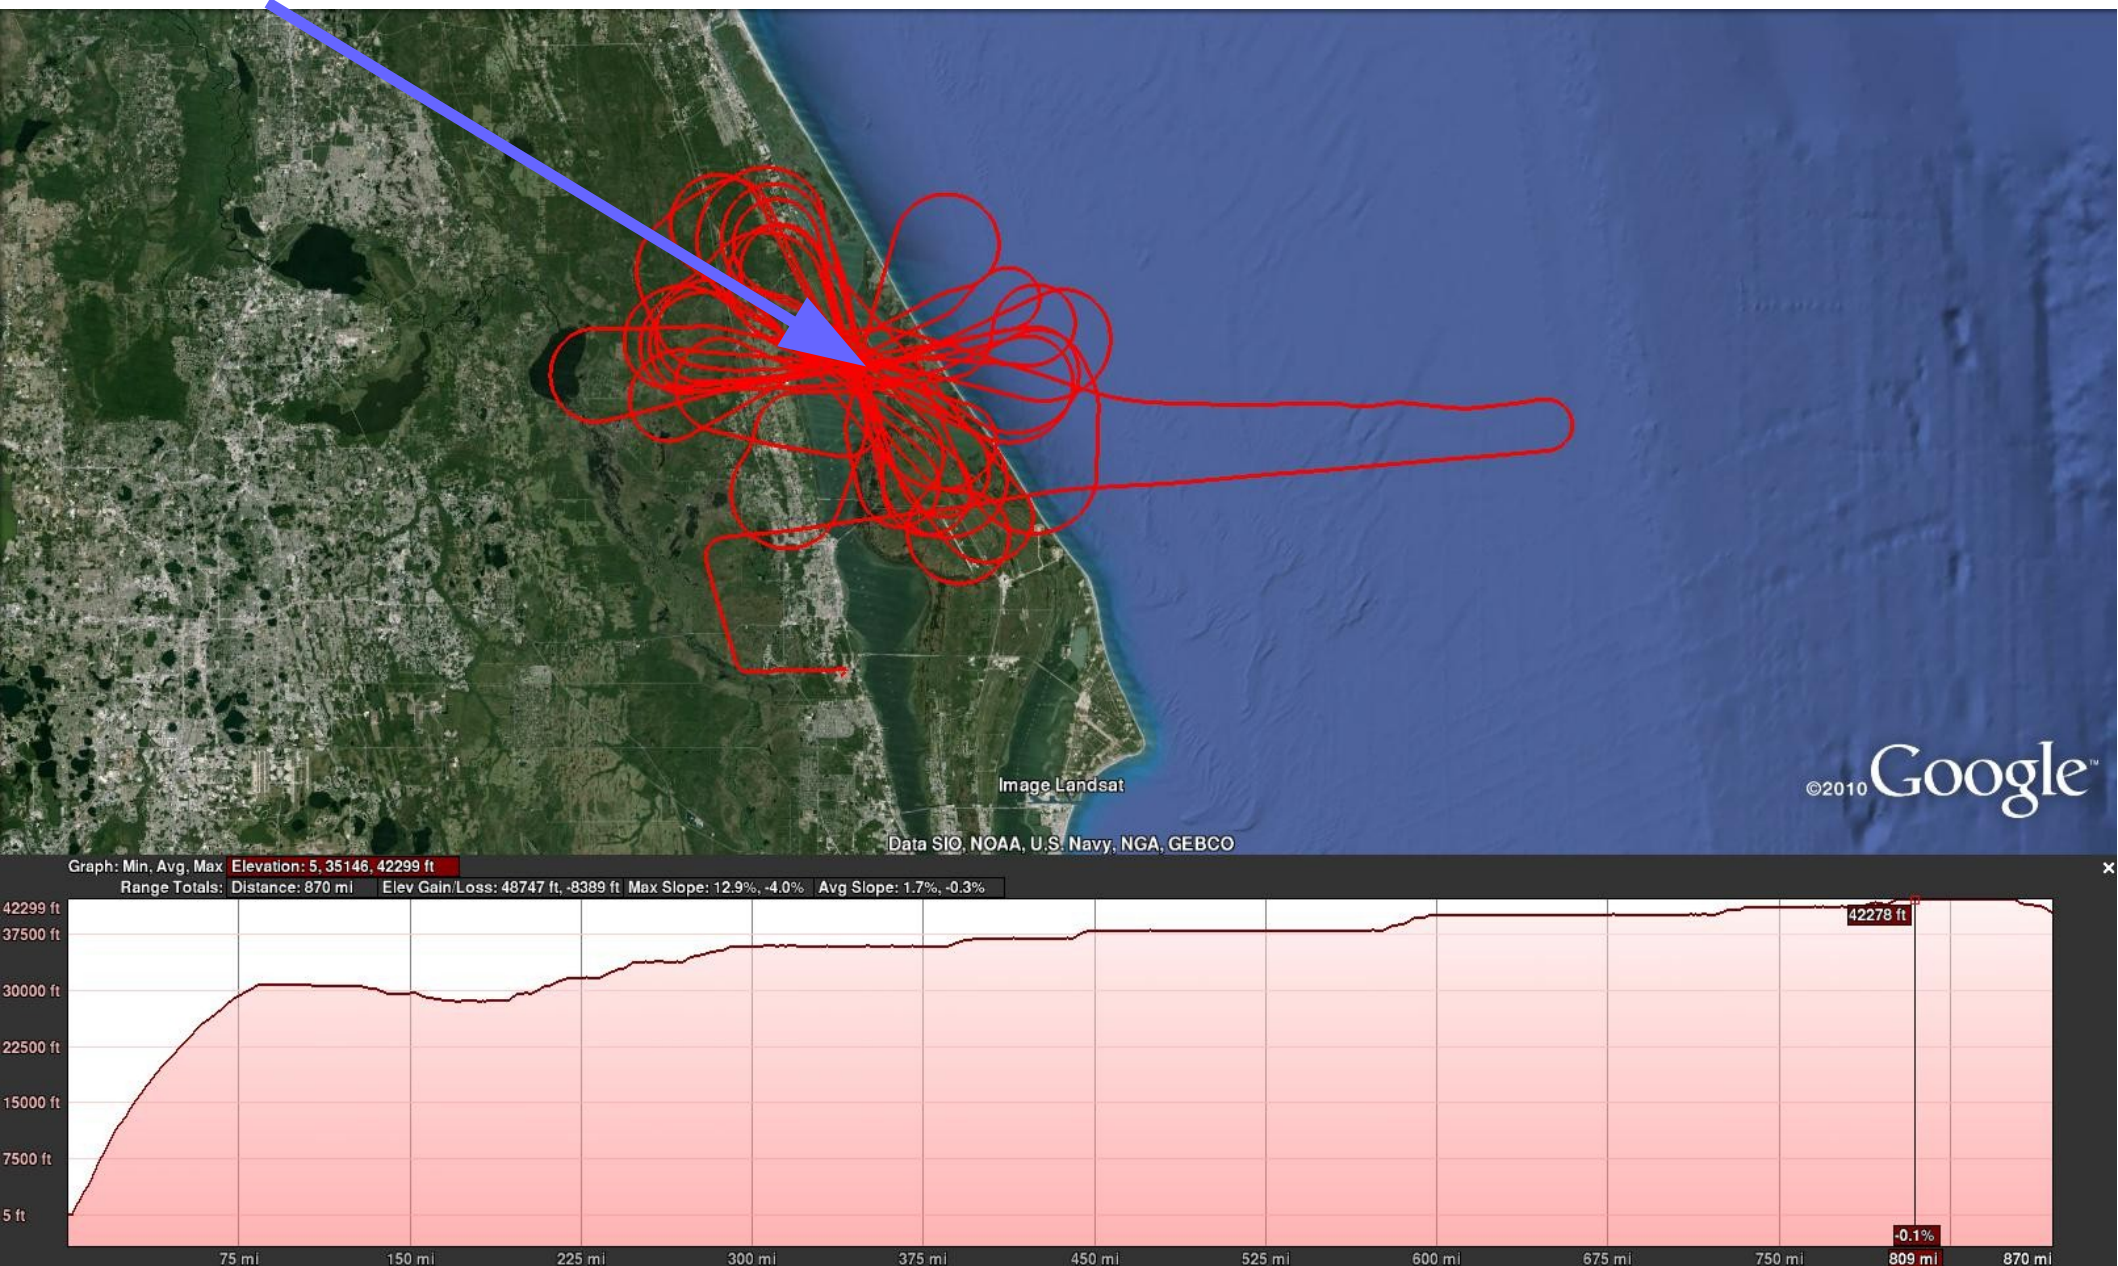 ©2010 Google™
Image Landsat
Data SIO, NOAA, U.S. Navy, NGA, GEBCO
Graph: Min, Avg, Max Elevation: 5, 35146, 42299 ft
Range Totals: Distance: 870 mi Elev Gain/Loss: 48747 ft, -8389 ft Max Slope: 12.9%, -4.0% Avg Slope: 1.7%, -0.3%
42299 ft
42278 ft
37500 ft
30000 ft
22500 ft
15000 ft
7500 ft
5 ft
-0.1%
75 mi 150 mi 225 mi 300 mi 375 mi 450 mi 525 mi 600 mi 675 mi 750 mi 809 mi 870 mi